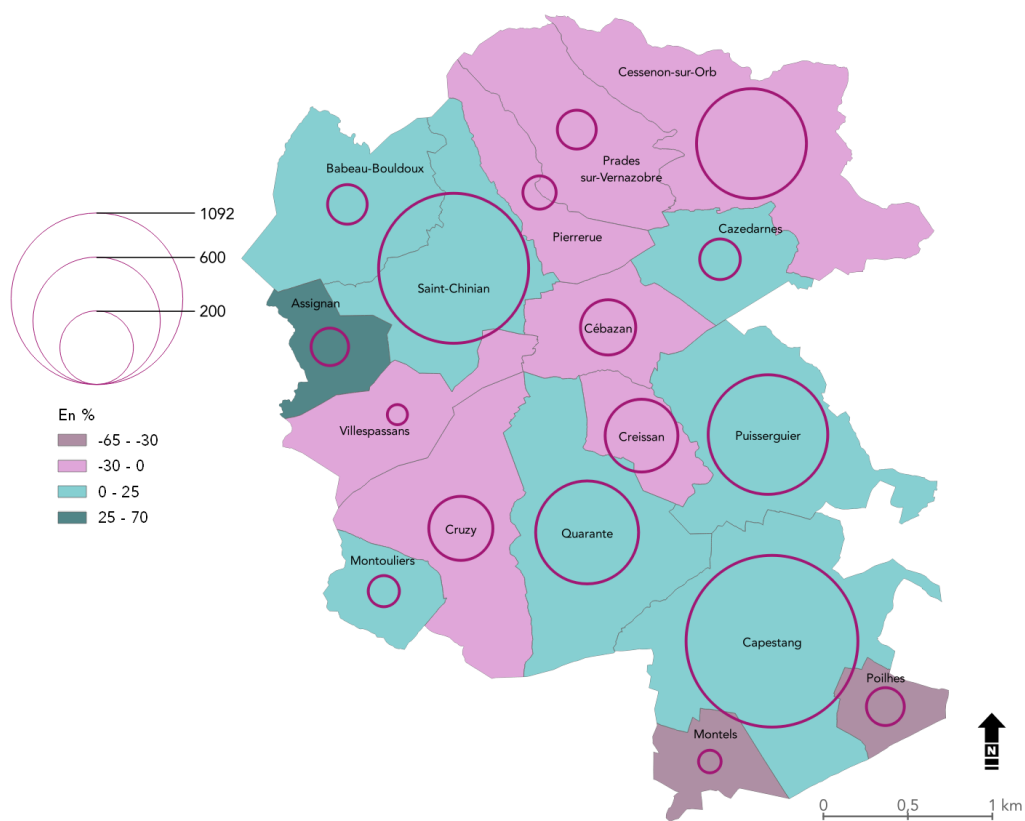 Cessenon-sur-Orb
Babeau-Bouldoux
Prades
sur-Vernazobre
1092
Cazedarnes
Pierrerue
600
Saint-Chinian
Assignan
200
Cébazan
En %
-65 - -30
-30 - 0
0 - 25
25 - 70
Villespassans
Creissan
Puisserguier
Cruzy
Quarante
Montouliers
Capestang
Poilhes
Montels
N
0 0,5 1 km